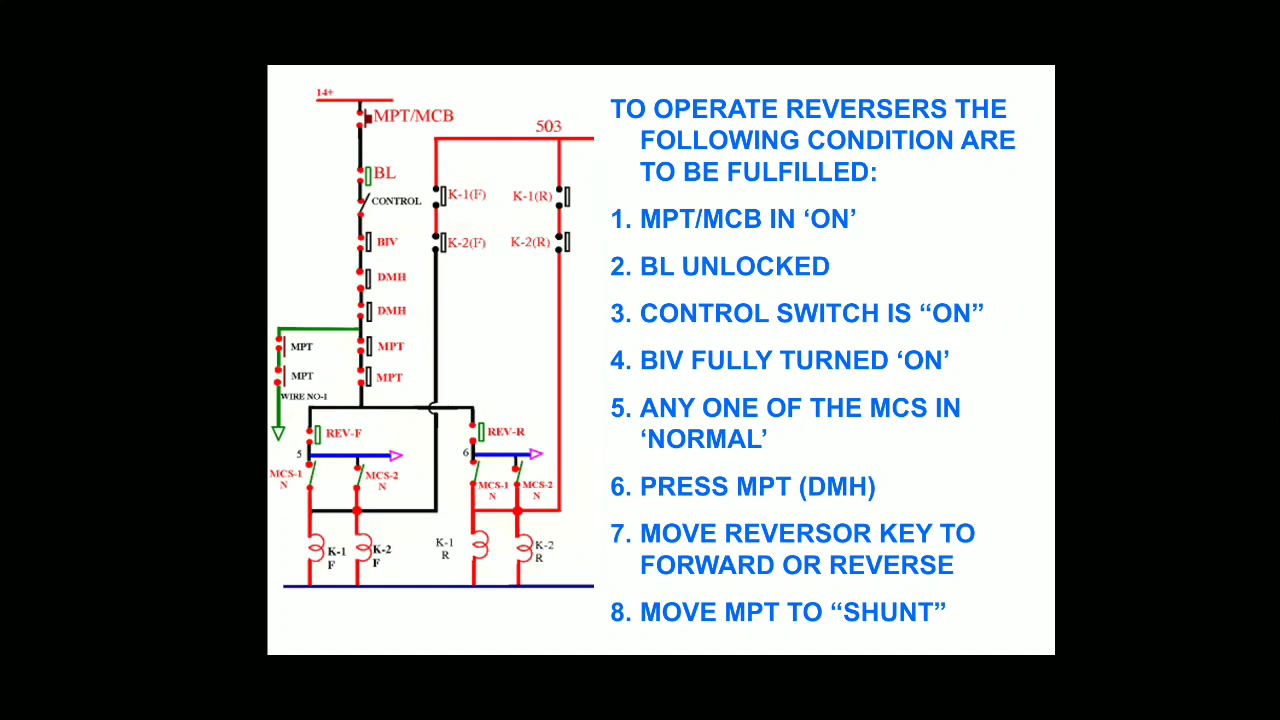 14+
MPT/MCB
503
BL
CONTROL
K-1(F)
K-1(R)
BIV
K-2(F)
K-2(R)
DMH
DMH
MPT
MPT
MPT
MPT
WIRE NO-1
REV-F
REV-R
5
6
MCS-1
N
MCS-2
N
MCS-1
N
MCS-2
N
K-1
F
K-2
F
K-1
R
K-2
R
TO OPERATE REVERSERS THE
FOLLOWING CONDITION ARE
TO BE FULFILLED:
1. MPT/MCB IN ‘ON’
2. BL UNLOCKED
3. CONTROL SWITCH IS “ON”
4. BIV FULLY TURNED ‘ON’
5. ANY ONE OF THE MCS IN
‘NORMAL’
6. PRESS MPT (DMH)
7. MOVE REVERSOR KEY TO
FORWARD OR REVERSE
8. MOVE MPT TO “SHUNT”